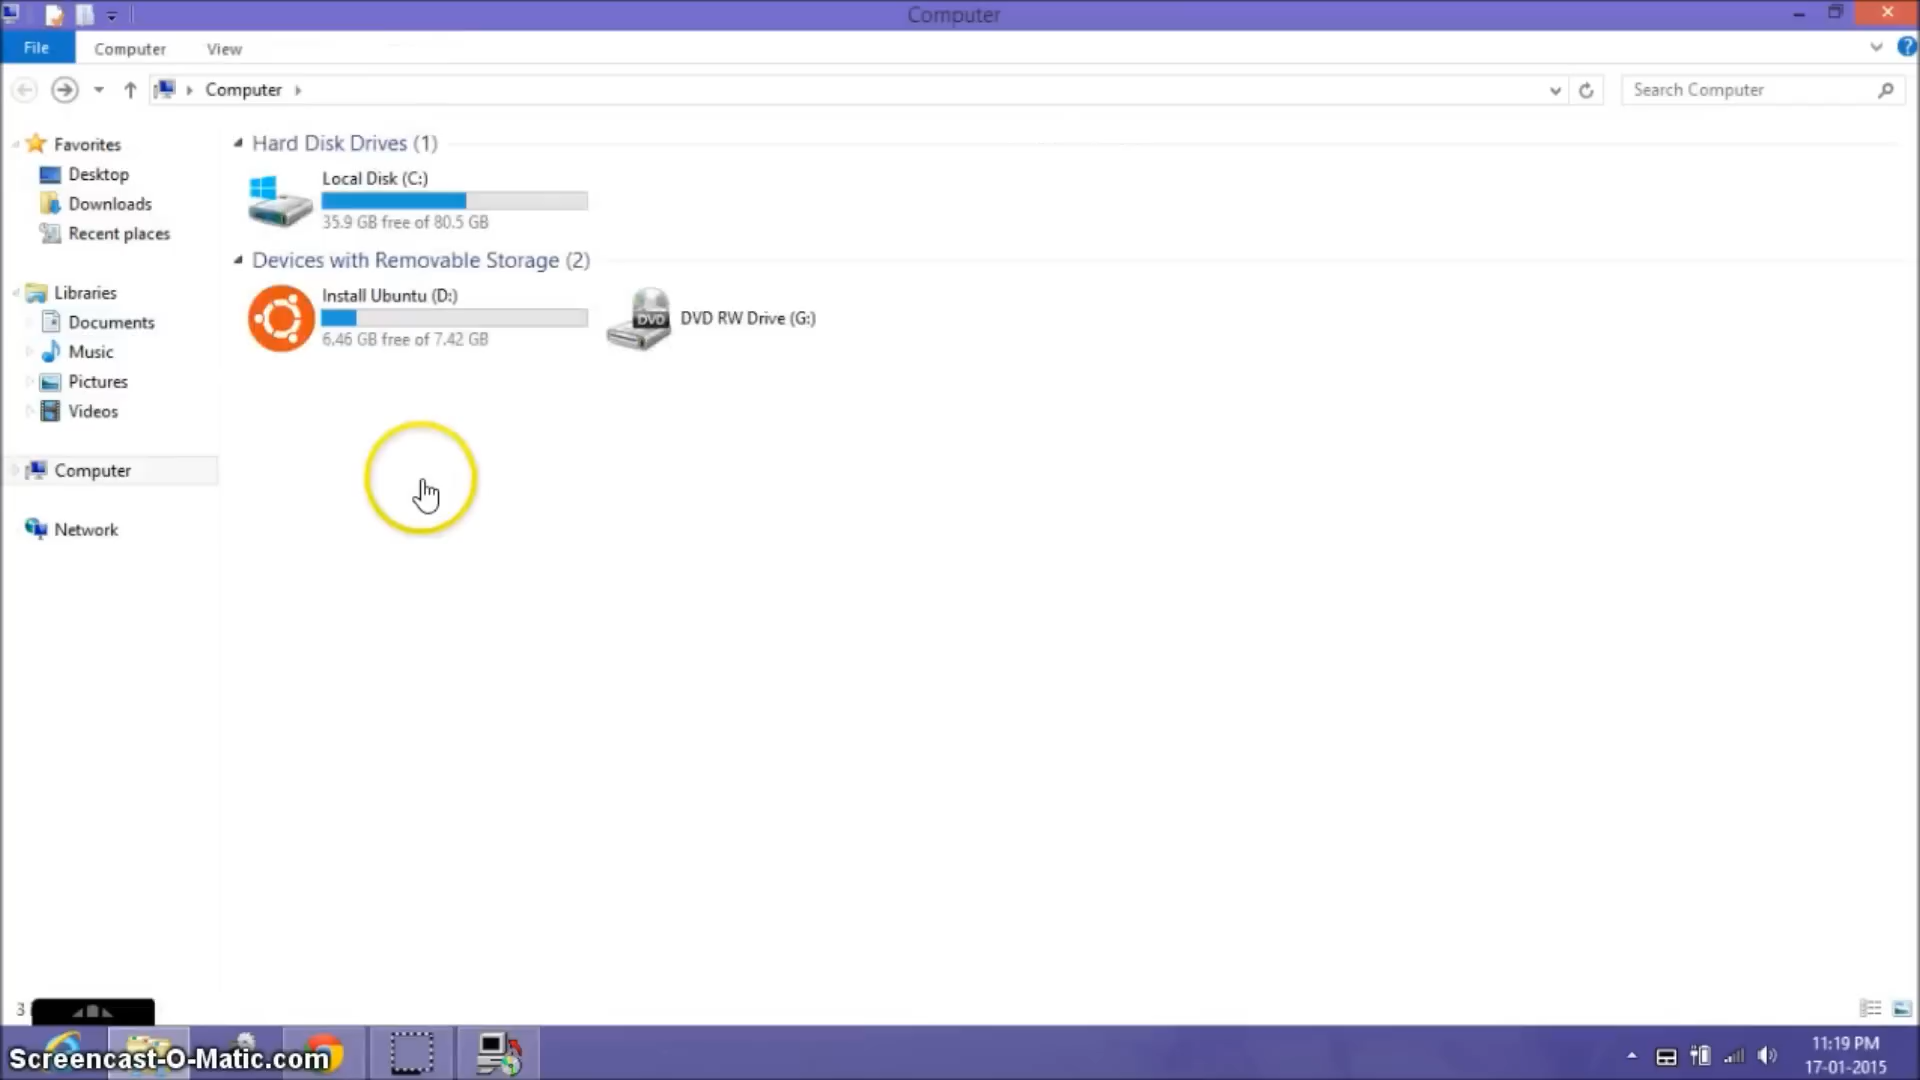 Computer
File
Computer
View
Computer
Search Computer
Favorites
Desktop
Downloads
Recent places
Libraries
Documents
Music
Pictures
Videos
Computer
Network
Hard Disk Drives (1)
Local Disk (C:)
35.9 GB free of 80.5 GB
Devices with Removable Storage (2)
Install Ubuntu (D:)
6.46 GB free of 7.42 GB
DVD
DVD RW Drive (G:)
3
Screencast-O-Matic.com
11:19 PM
17-01-2015